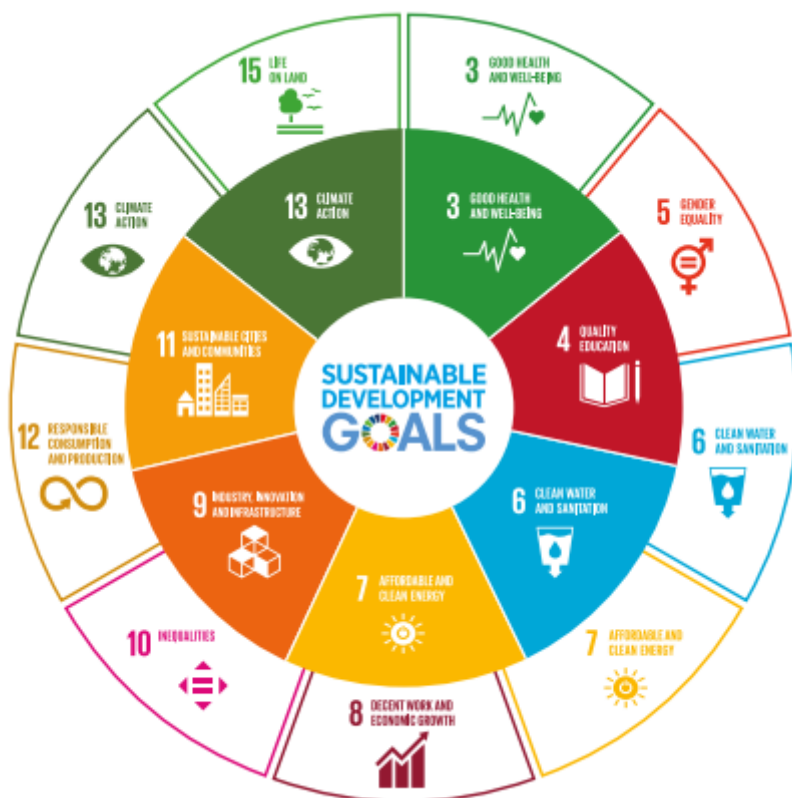 15 LIFE
ON LAND
3 GOOD HEALTH
AND WELL-BEING
5 GENDER
EQUALITY
6 CLEAN WATER
AND SANITATION
7 AFFORDABLE AND
CLEAN ENERGY
8 DECENT WORK AND
ECONOMIC GROWTH
10 INEQUALITIES
12 RESPONSIBLE
CONSUMPTION
AND PRODUCTION
13 CLIMATE
ACTION
13 CLIMATE
ACTION
3 GOOD HEALTH
AND WELL-BEING
4 QUALITY
EDUCATION
6 CLEAN WATER
AND SANITATION
7 AFFORDABLE AND
CLEAN ENERGY
9 INDUSTRY, INNOVATION
AND INFRASTRUCTURE
11 SUSTAINABLE CITIES
AND COMMUNITIES
SUSTAINABLE
DEVELOPMENT
GOALS